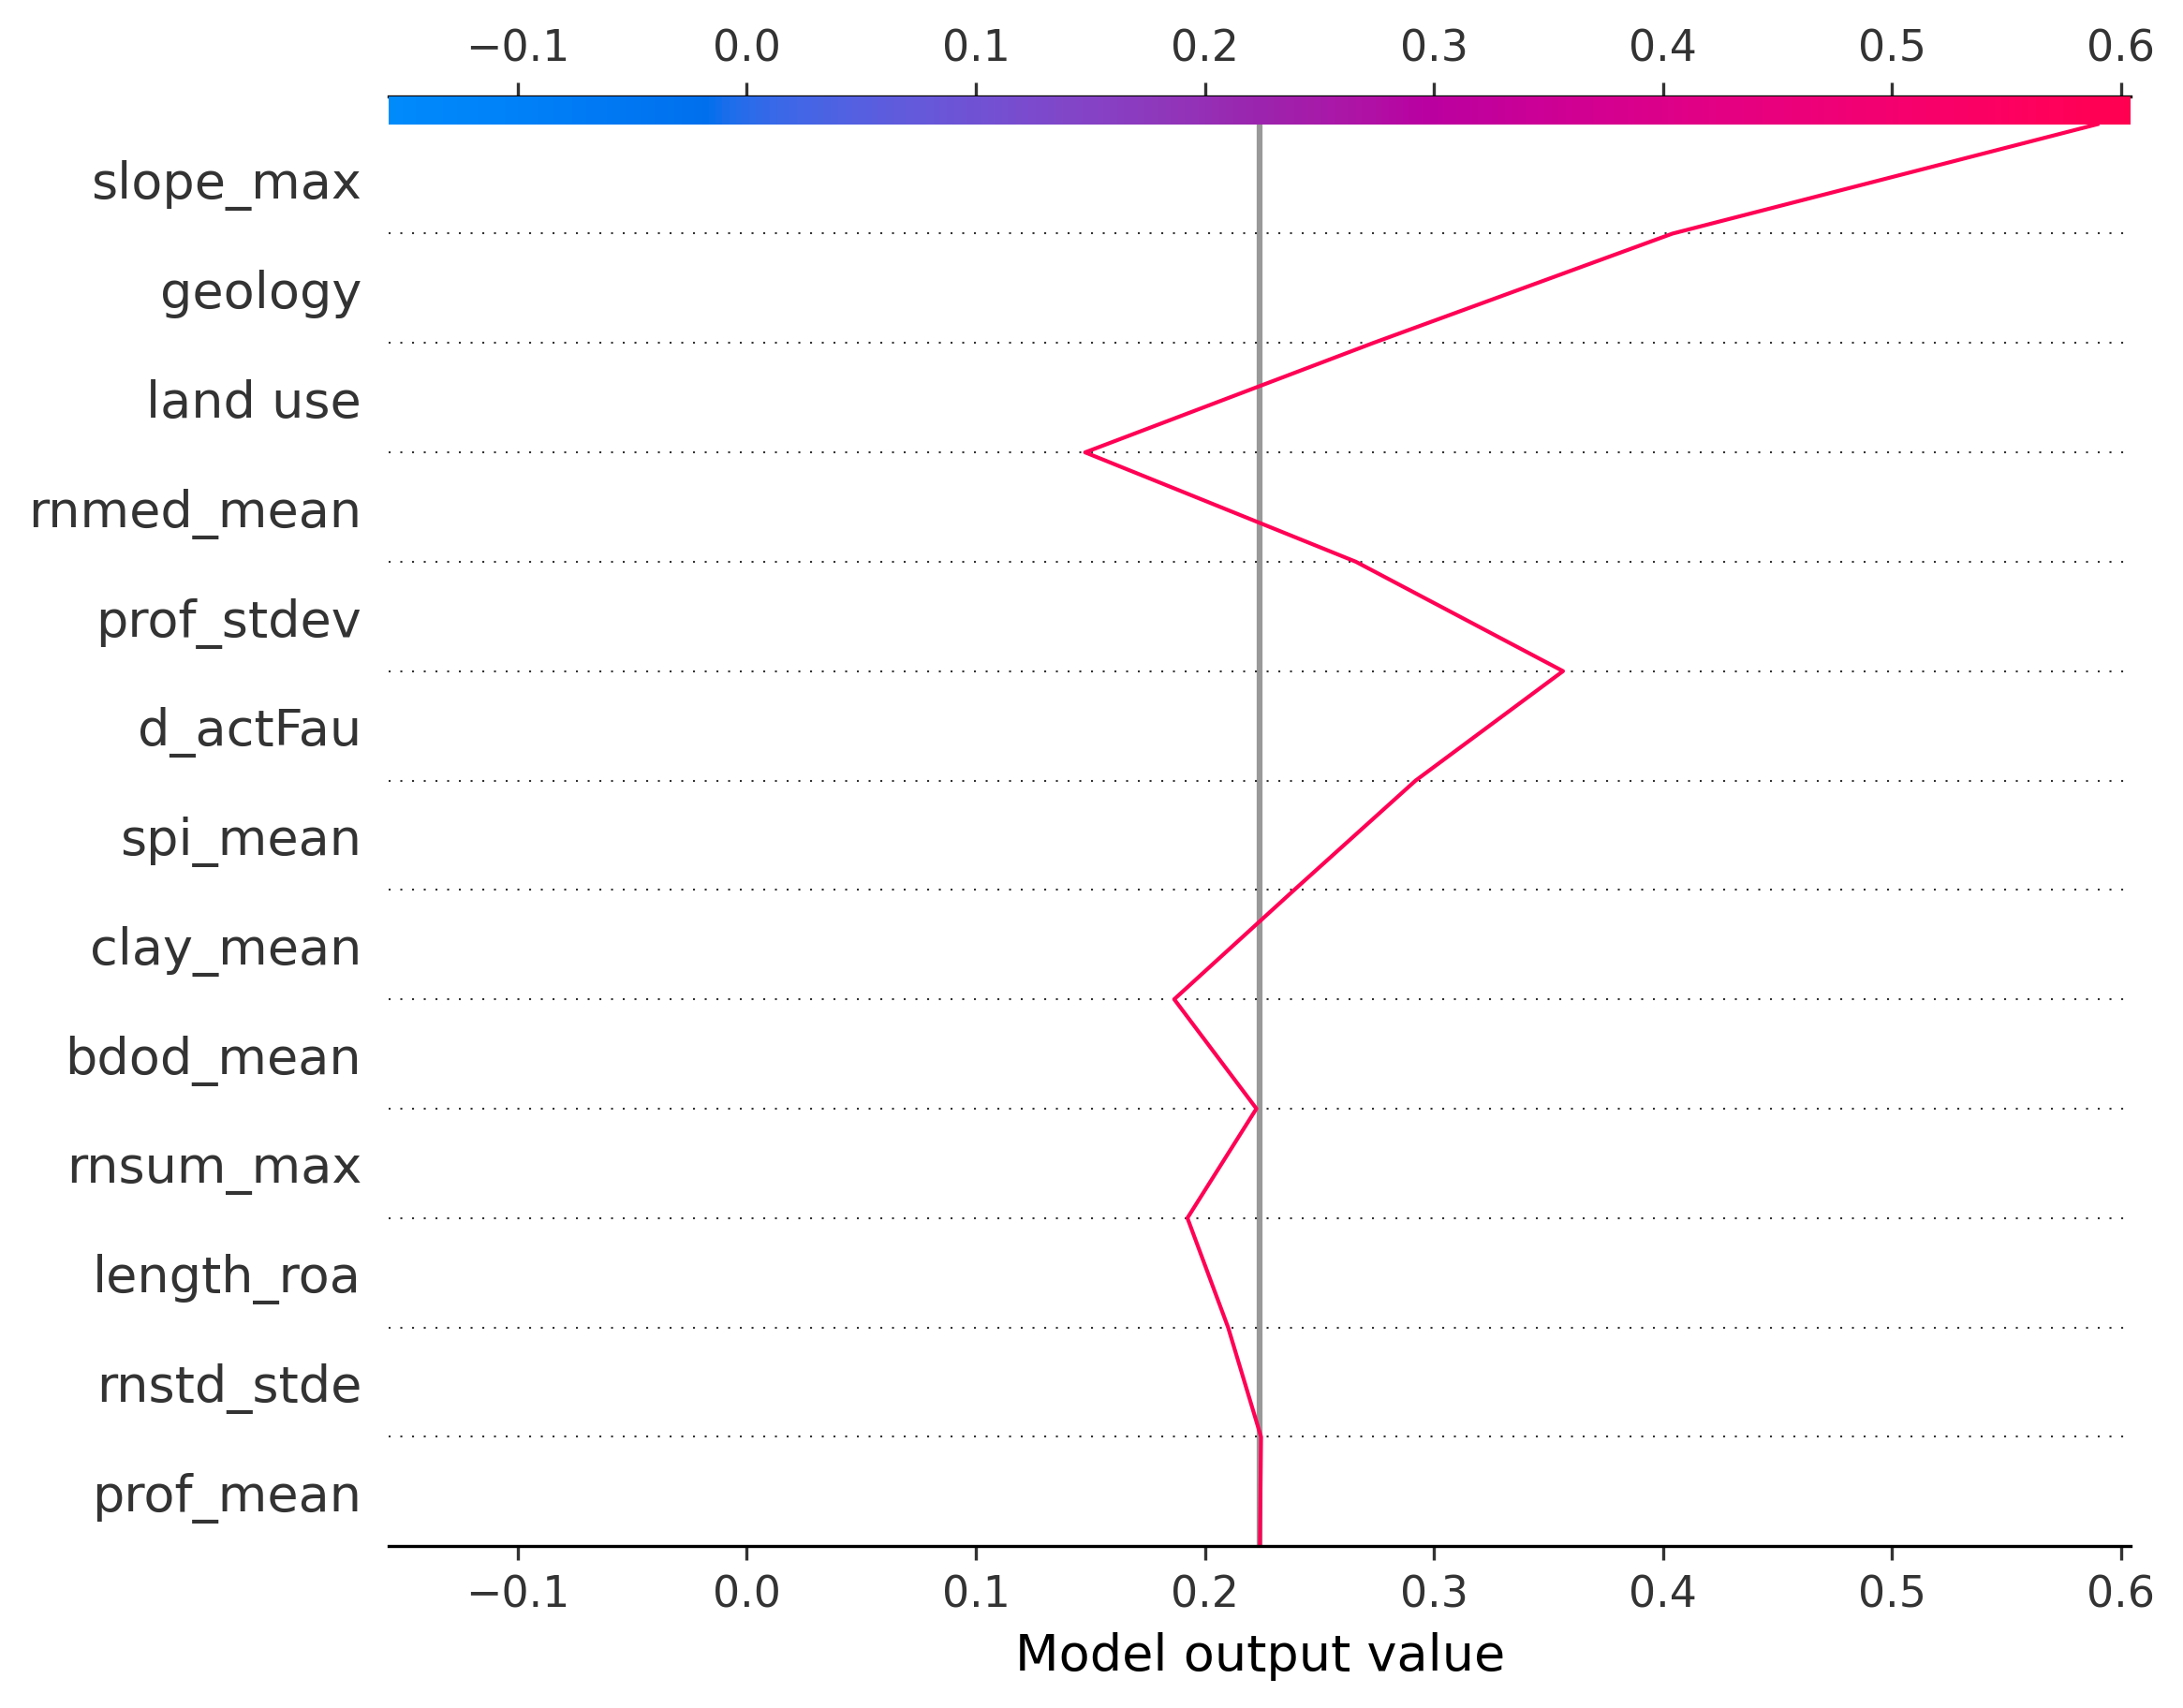 −0.1 0.0 0.1 0.2 0.3 0.4 0.5 0.6
slope_max
geology
land use
rnmed_mean
prof_stdev
d_actFau
spi_mean
clay_mean
bdod_mean
rnsum_max
length_roa
rnstd_stde
prof_mean
−0.1 0.0 0.1 0.2 0.3 0.4 0.5 0.6
Model output value